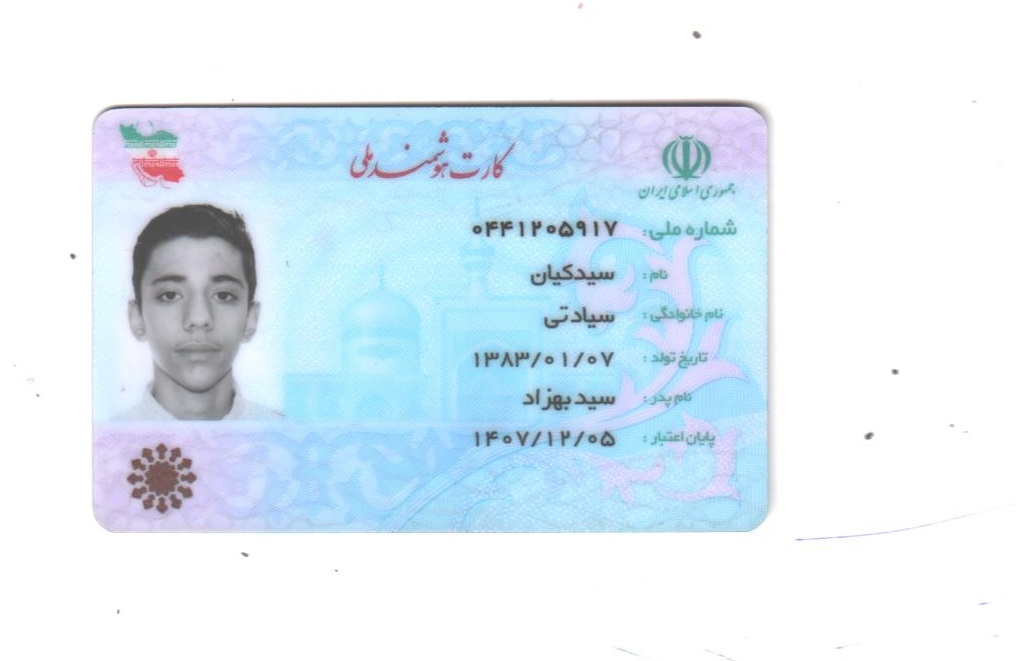 کارت هوشمند ملی
جمهوری اسلامی ایران
شماره ملی: ۰۴۴۱۲۰۵۹۱۷
نام: سیدکیان
نام خانوادگی: سیادتی
تاریخ تولد: ۱۳۸۳/۰۱/۰۷
نام پدر: سید بهزاد
پایان اعتبار: ۱۴۰۷/۱۲/۰۵